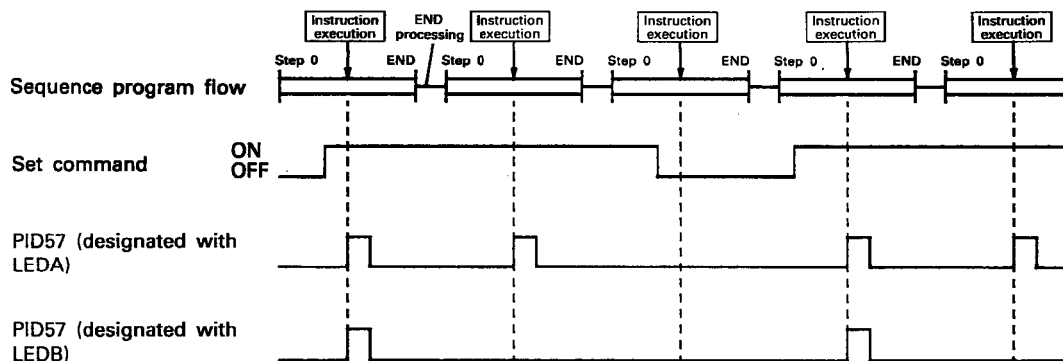 Instruction
execution
END
processing
Instruction
execution
Instruction
execution
Instruction
execution
Instruction
execution
Step 0 END Step 0 END Step 0 END Step 0 END Step 0
Sequence program flow
Set command
ON
OFF
PID57 (designated with
LEDA)
PID57 (designated with
LEDB)